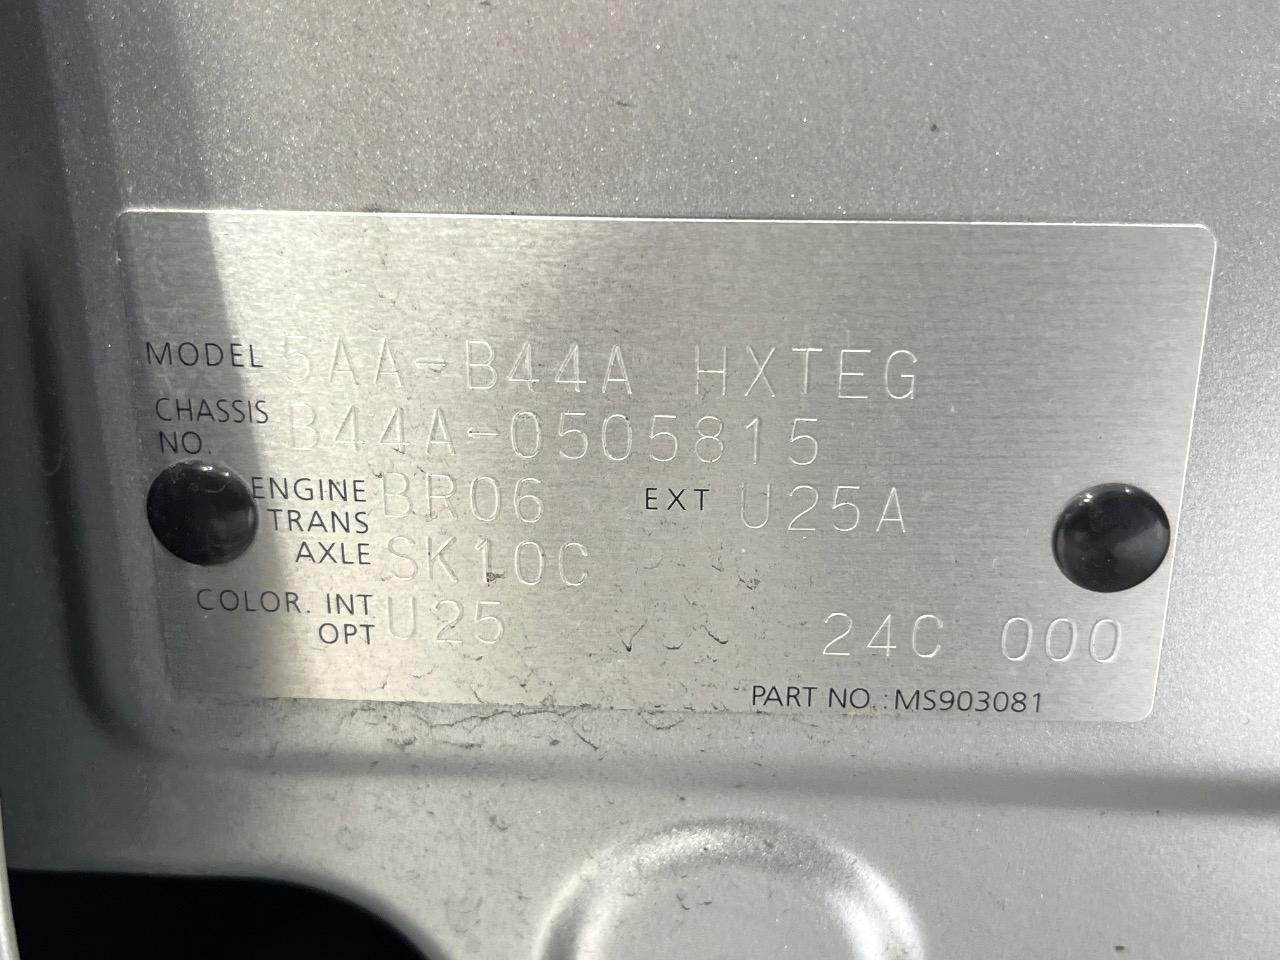 MODEL 5AA-B44A HXTEG
CHASSIS NO. B44A-0505815
ENGINE BR06 EXT U25A
TRANS AXLE SK10C
COLOR. INT U25
OPT 24C 000
PART NO.:MS903081